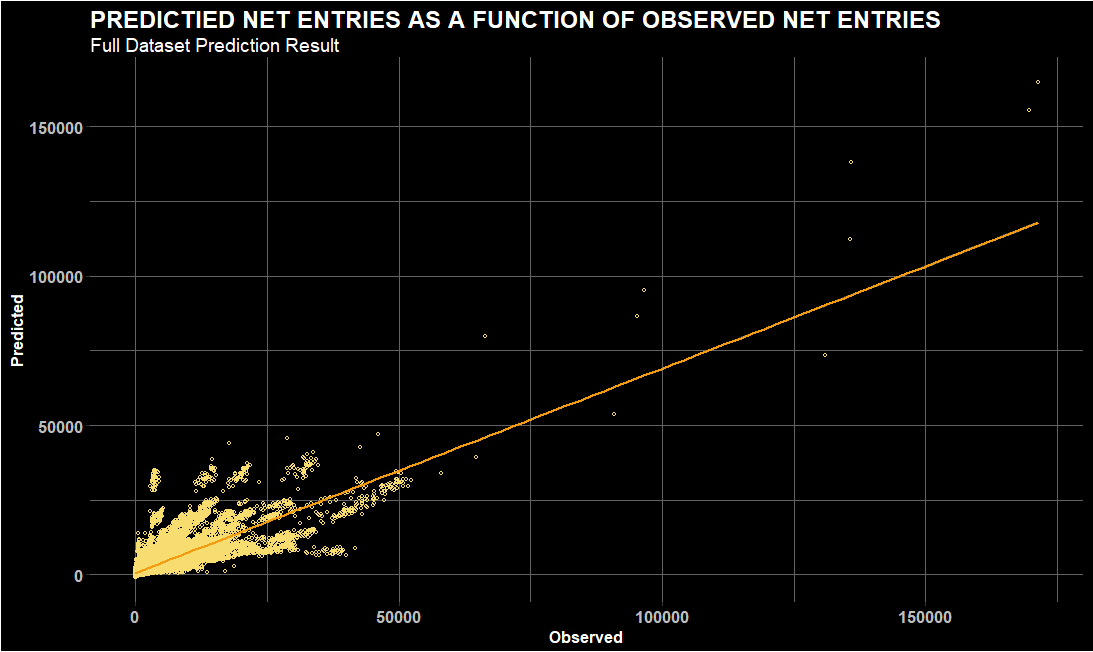 PREDICTIED NET ENTRIES AS A FUNCTION OF OBSERVED NET ENTRIES
Full Dataset Prediction Result
150000
100000
50000
0
Predicted
0
50000
100000
150000
Observed